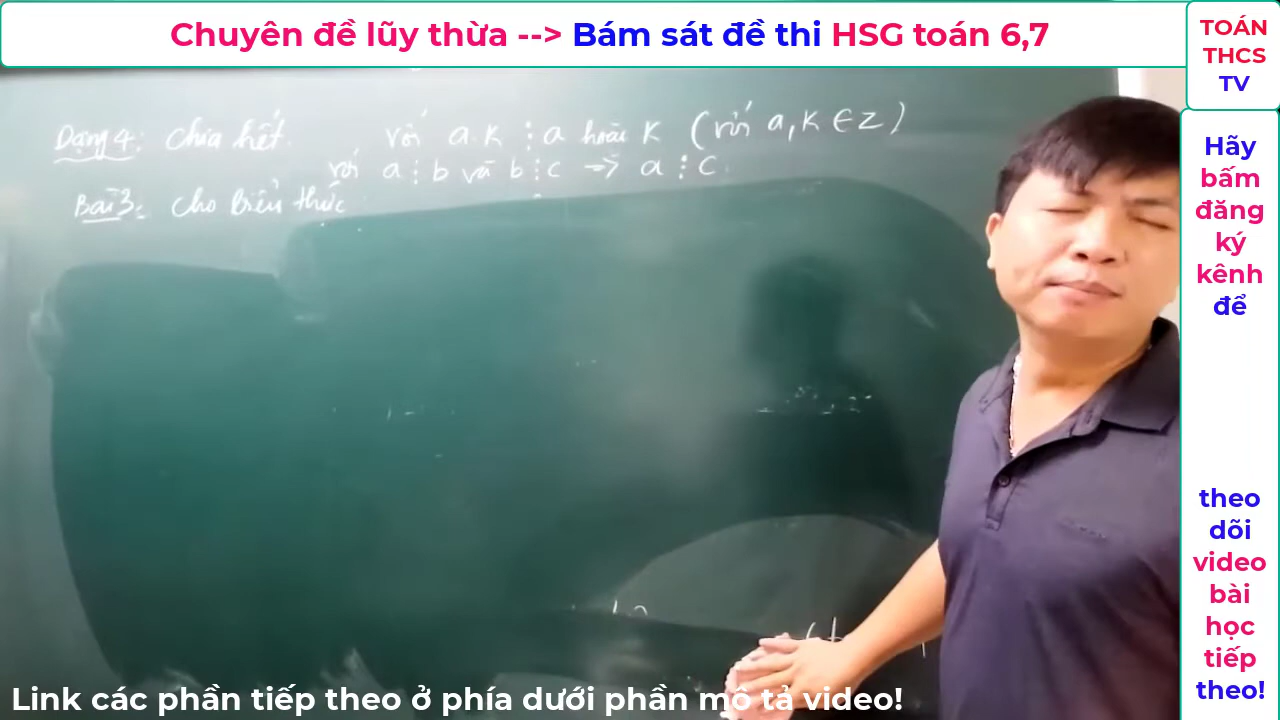 Chuyên đề lũy thừa --> Bám sát đề thi HSG toán 6,7
TOÁN
THCS
TV
Dạng 4: Chia hết. với a.k ⋮ a hoặc k (với a, k ∈ Z)
với a ⋮ b và b ⋮ c => a ⋮ c.
Bài 3: Cho biểu thức
Hãy
bấm
đăng
ký
kênh
để
theo
dõi
video
bài
học
tiếp
theo!
Link các phần tiếp theo ở phía dưới phần mô tả video!